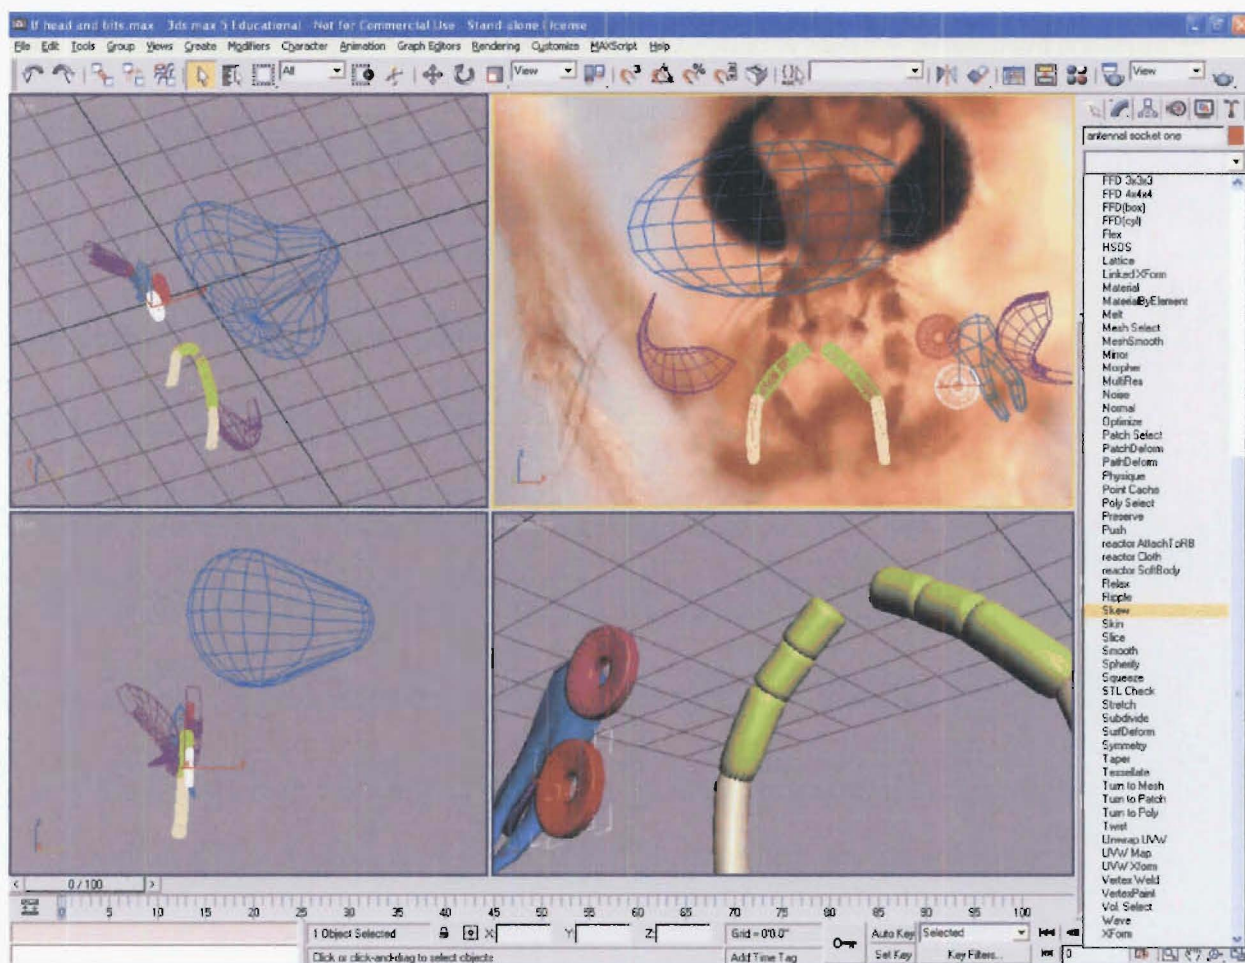 lf head and bits.max - 3ds max 5 Educational - Not for Commercial Use - Stand-alone License
File Edit Tools Group Views Create Modifiers Character Animation Graph Editors Rendering Customize MAXScript Help
All View View
antennal socket one
FFD 3x3x3
FFD 4x4x4
FFD(box)
FFD(cyl)
Flex
HSDS
Lattice
Linked XForm
Material
MaterialByElement
Melt
Mesh Select
MeshSmooth
Mirror
Morpher
MultiRes
Noise
Normal
Optimize
Patch Select
PatchDeform
PathDeform
Physique
Point Cache
Poly Select
Preserve
Push
reactor AttachToRB
reactor Cloth
reactor SoftBody
Relax
Ripple
Skew
Skin
Slice
Smooth
Spherify
Squeeze
STL Check
Stretch
Subdivide
SurfDeform
Symmetry
Taper
Tessellate
Turn to Mesh
Turn to Patch
Turn to Poly
Twist
Unwrap UVW
UVW Map
UVW Xform
Vertex Weld
VertexPaint
Vol. Select
Wave
XForm
0 / 100
0 5 10 15 20 25 30 35 40 45 50 55 60 65 70 75 80 85 90 95 100
1 Object Selected X: Y: Z: Grid = 0'0.0" Auto Key Selected
Click or click-and-drag to select objects Add Time Tag Set Key Key Filters... 0